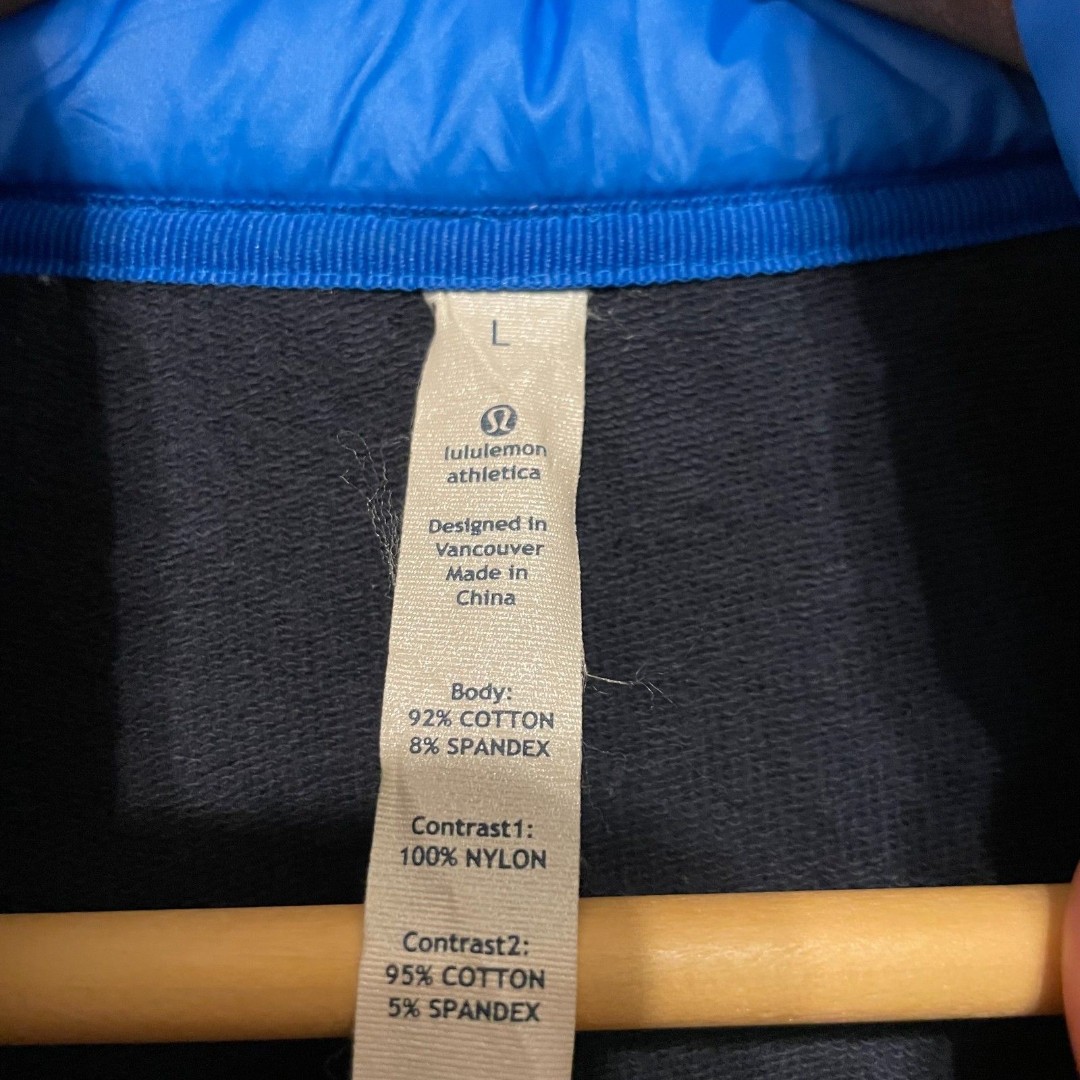 L
lululemon
athletica
Designed in
Vancouver
Made in
China
Body:
92% COTTON
8% SPANDEX
Contrast1:
100% NYLON
Contrast2:
95% COTTON
5% SPANDEX